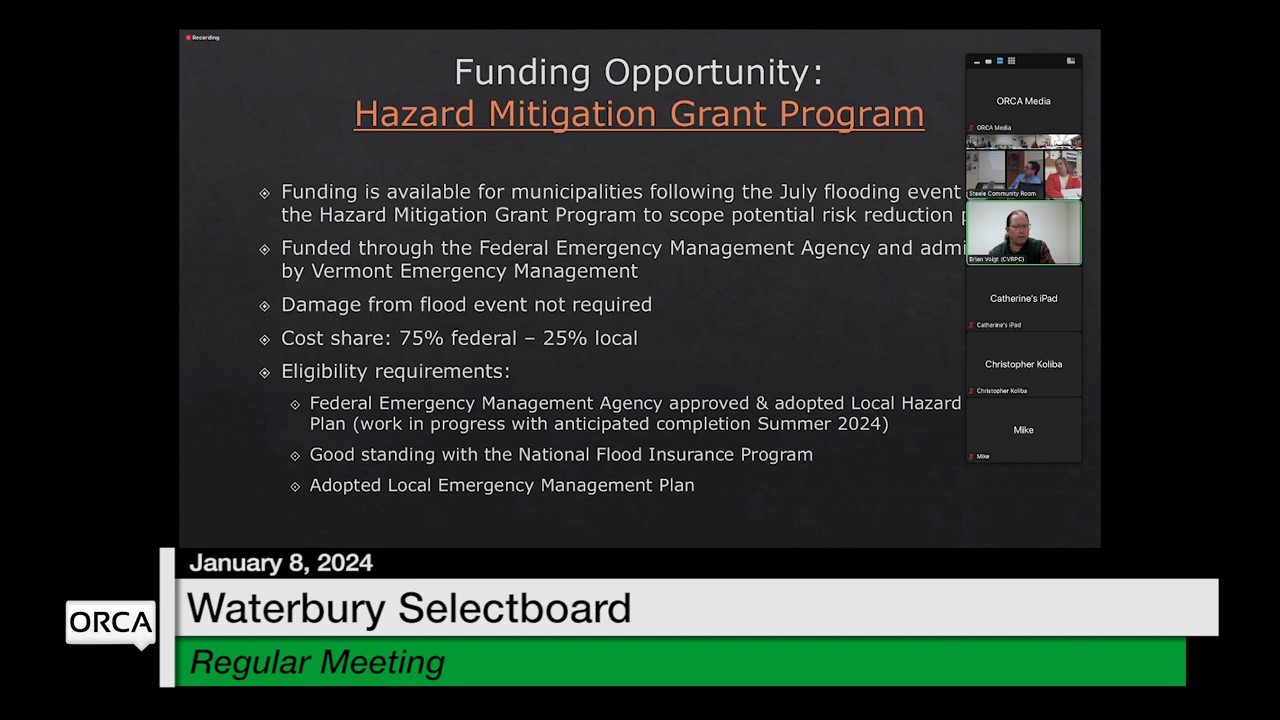 Recording
Funding Opportunity:
Hazard Mitigation Grant Program
Funding is available for municipalities following the July flooding event
the Hazard Mitigation Grant Program to scope potential risk reduction
Funded through the Federal Emergency Management Agency and admi
by Vermont Emergency Management
Damage from flood event not required
Cost share: 75% federal – 25% local
Eligibility requirements:
Federal Emergency Management Agency approved & adopted Local Hazard
Plan (work in progress with anticipated completion Summer 2024)
Good standing with the National Flood Insurance Program
Adopted Local Emergency Management Plan
ORCA Media
ORCA Media
Steele Community Room
Brian Voigt (CVRPC)
Catherine's iPad
Catherine's iPad
Christopher Koliba
Christopher Koliba
Mike
Mike
January 8, 2024
Waterbury Selectboard
ORCA
Regular Meeting